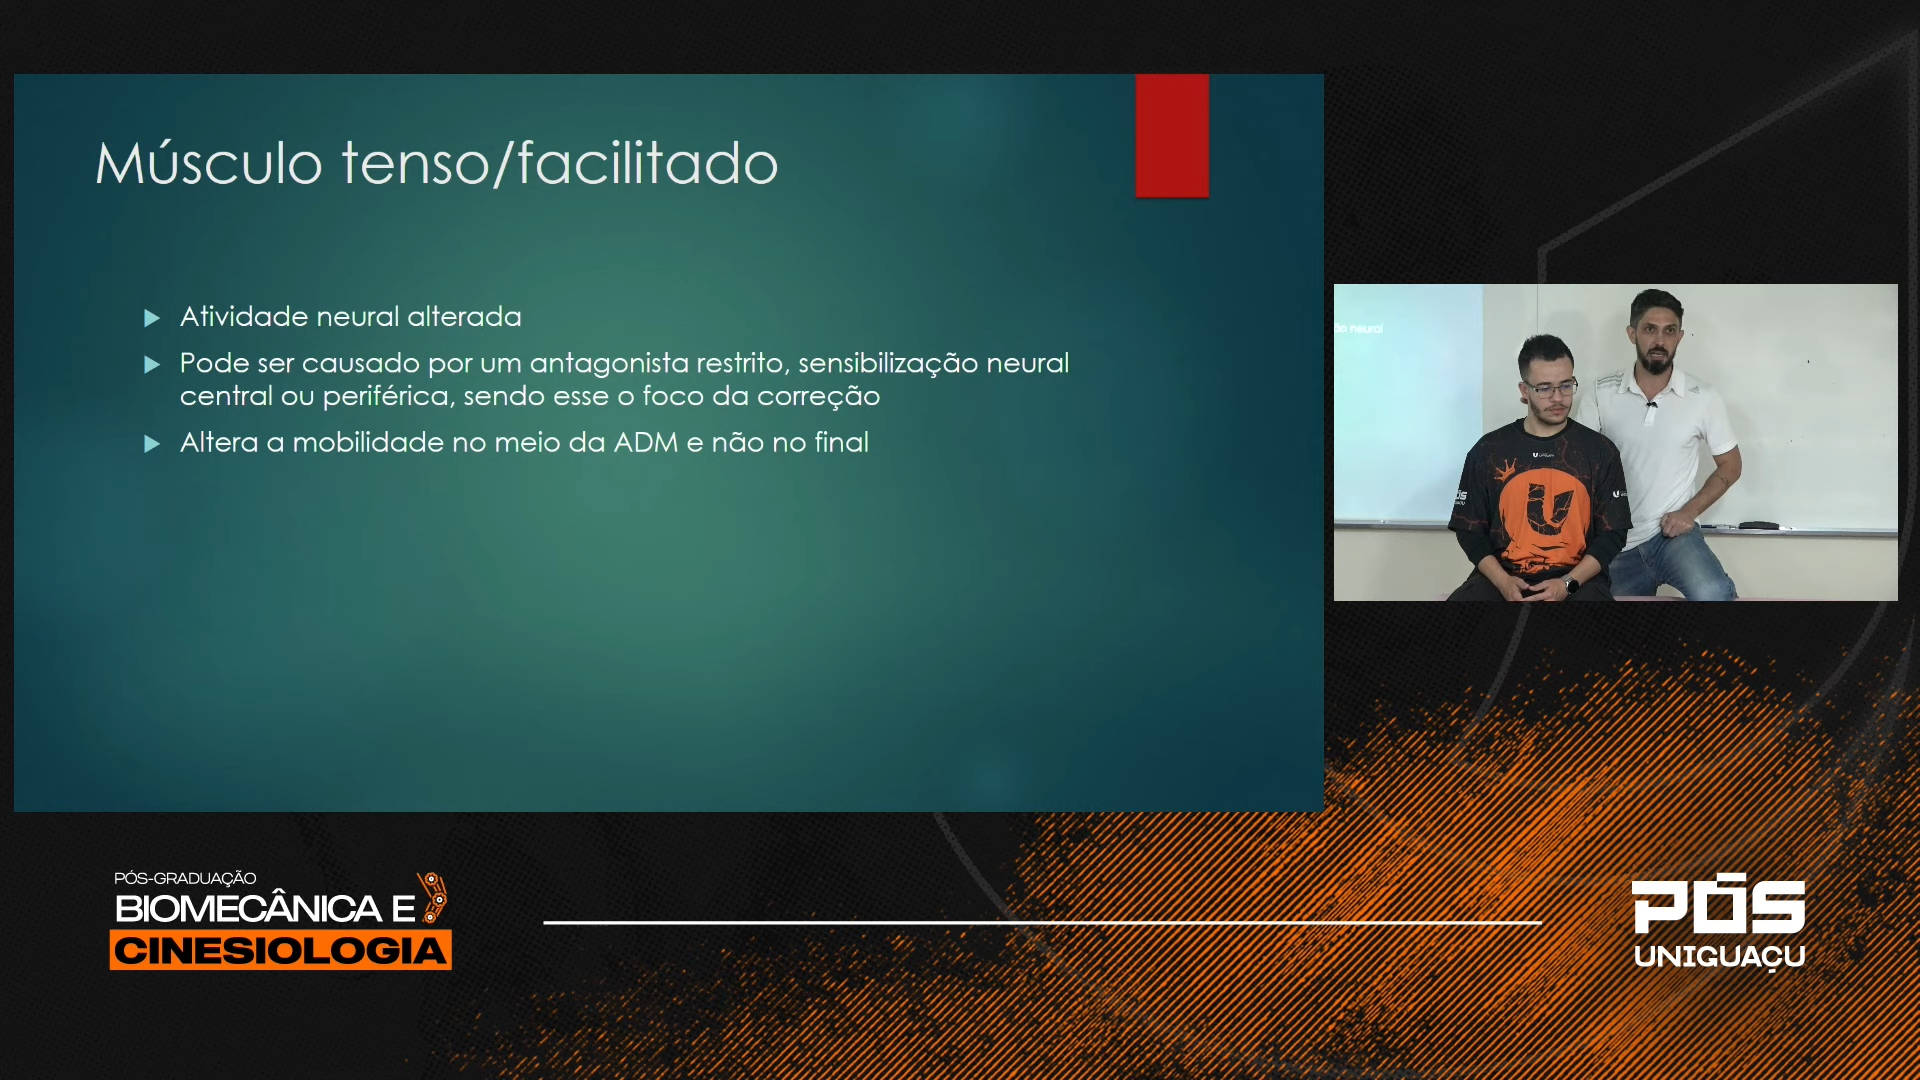 Músculo tenso/facilitado
Atividade neural alterada
Pode ser causado por um antagonista restrito, sensibilização neural
central ou periférica, sendo esse o foco da correção
Altera a mobilidade no meio da ADM e não no final
ão neural
PÓS-GRADUAÇÃO
BIOMECÂNICA E
CINESIOLOGIA
PÓS
UNIGUAÇU